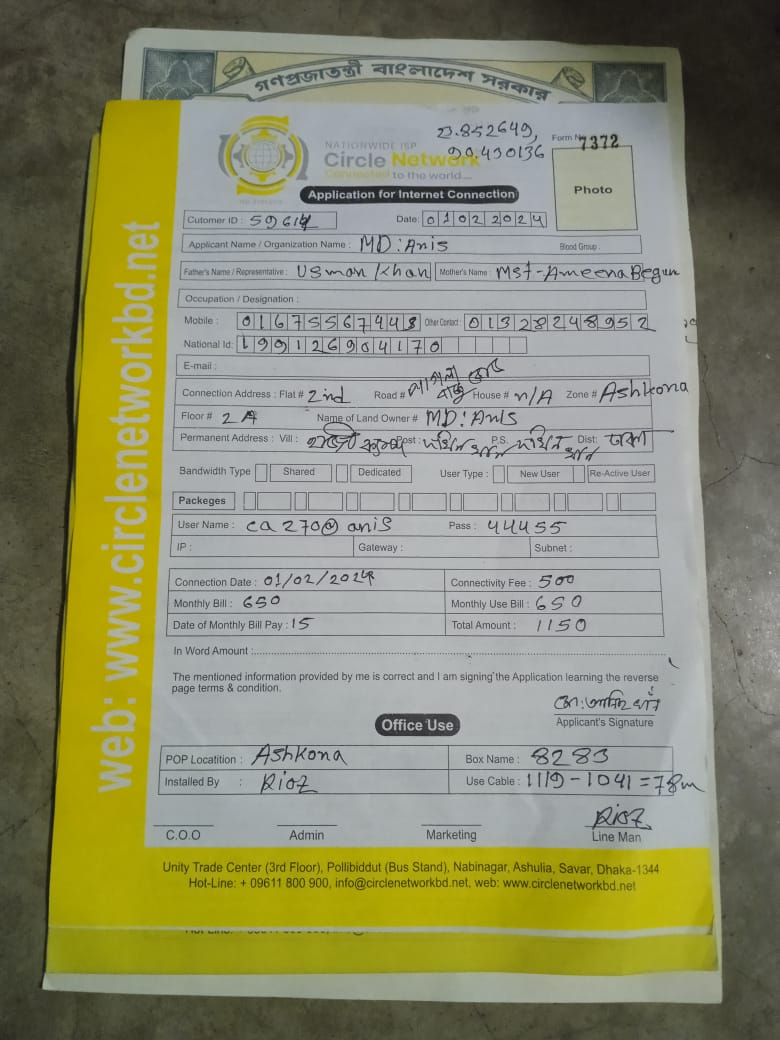 গণপ্রজাতন্ত্রী বাংলাদেশ সরকার
852649,
430136
NATIONWIDE ISP
Circle Network
Connected to the world....
Form No 7372
Photo
Application for Internet Connection
Cutomer ID : 59614
Date: 01022024
Applicant Name / Organization Name : MD: Anis Blood Group :
Father's Name / Representative : Usman Khan Mother's Name : Mst-Ameena Begun
Occupation / Designation :
Mobile : 01675567448 Other Contact : 01328248952
National Id: 199126904170
E-mail :
Connection Address : Flat # 2nd Road # House # n/A Zone # Ashkona
Floor # 2A Name of Land Owner # MD: Anis
Permanent Address : Vill : Post : দক্ষিন খান P.S. দক্ষিন খান Dist: ঢাকা
Bandwidth Type Shared Dedicated User Type : New User Re-Active User
Packeges
User Name : ca270@anis Pass : 44455
IP : Gateway : Subnet :
Connection Date : 01/02/2024 Connectivity Fee : 500
Monthly Bill : 650 Monthly Use Bill : 650
Date of Monthly Bill Pay : 15 Total Amount : 1150
In Word Amount :
The mentioned information provided by me is correct and I am signing the Application learning the reverse
page terms & condition.
মো: আনিছ খাঁন
Applicant's Signature
Office Use
POP Locatition : Ashkona Box Name : 8283
Installed By : Rioz Use Cable : 1119-1041=78m
Rioz
C.O.O Admin Marketing Line Man
Unity Trade Center (3rd Floor), Pollibiddut (Bus Stand), Nabinagar, Ashulia, Savar, Dhaka-1344
Hot-Line: + 09611 800 900, info@circlenetworkbd.net, web: www.circlenetworkbd.net
web: www.circlenetworkbd.net